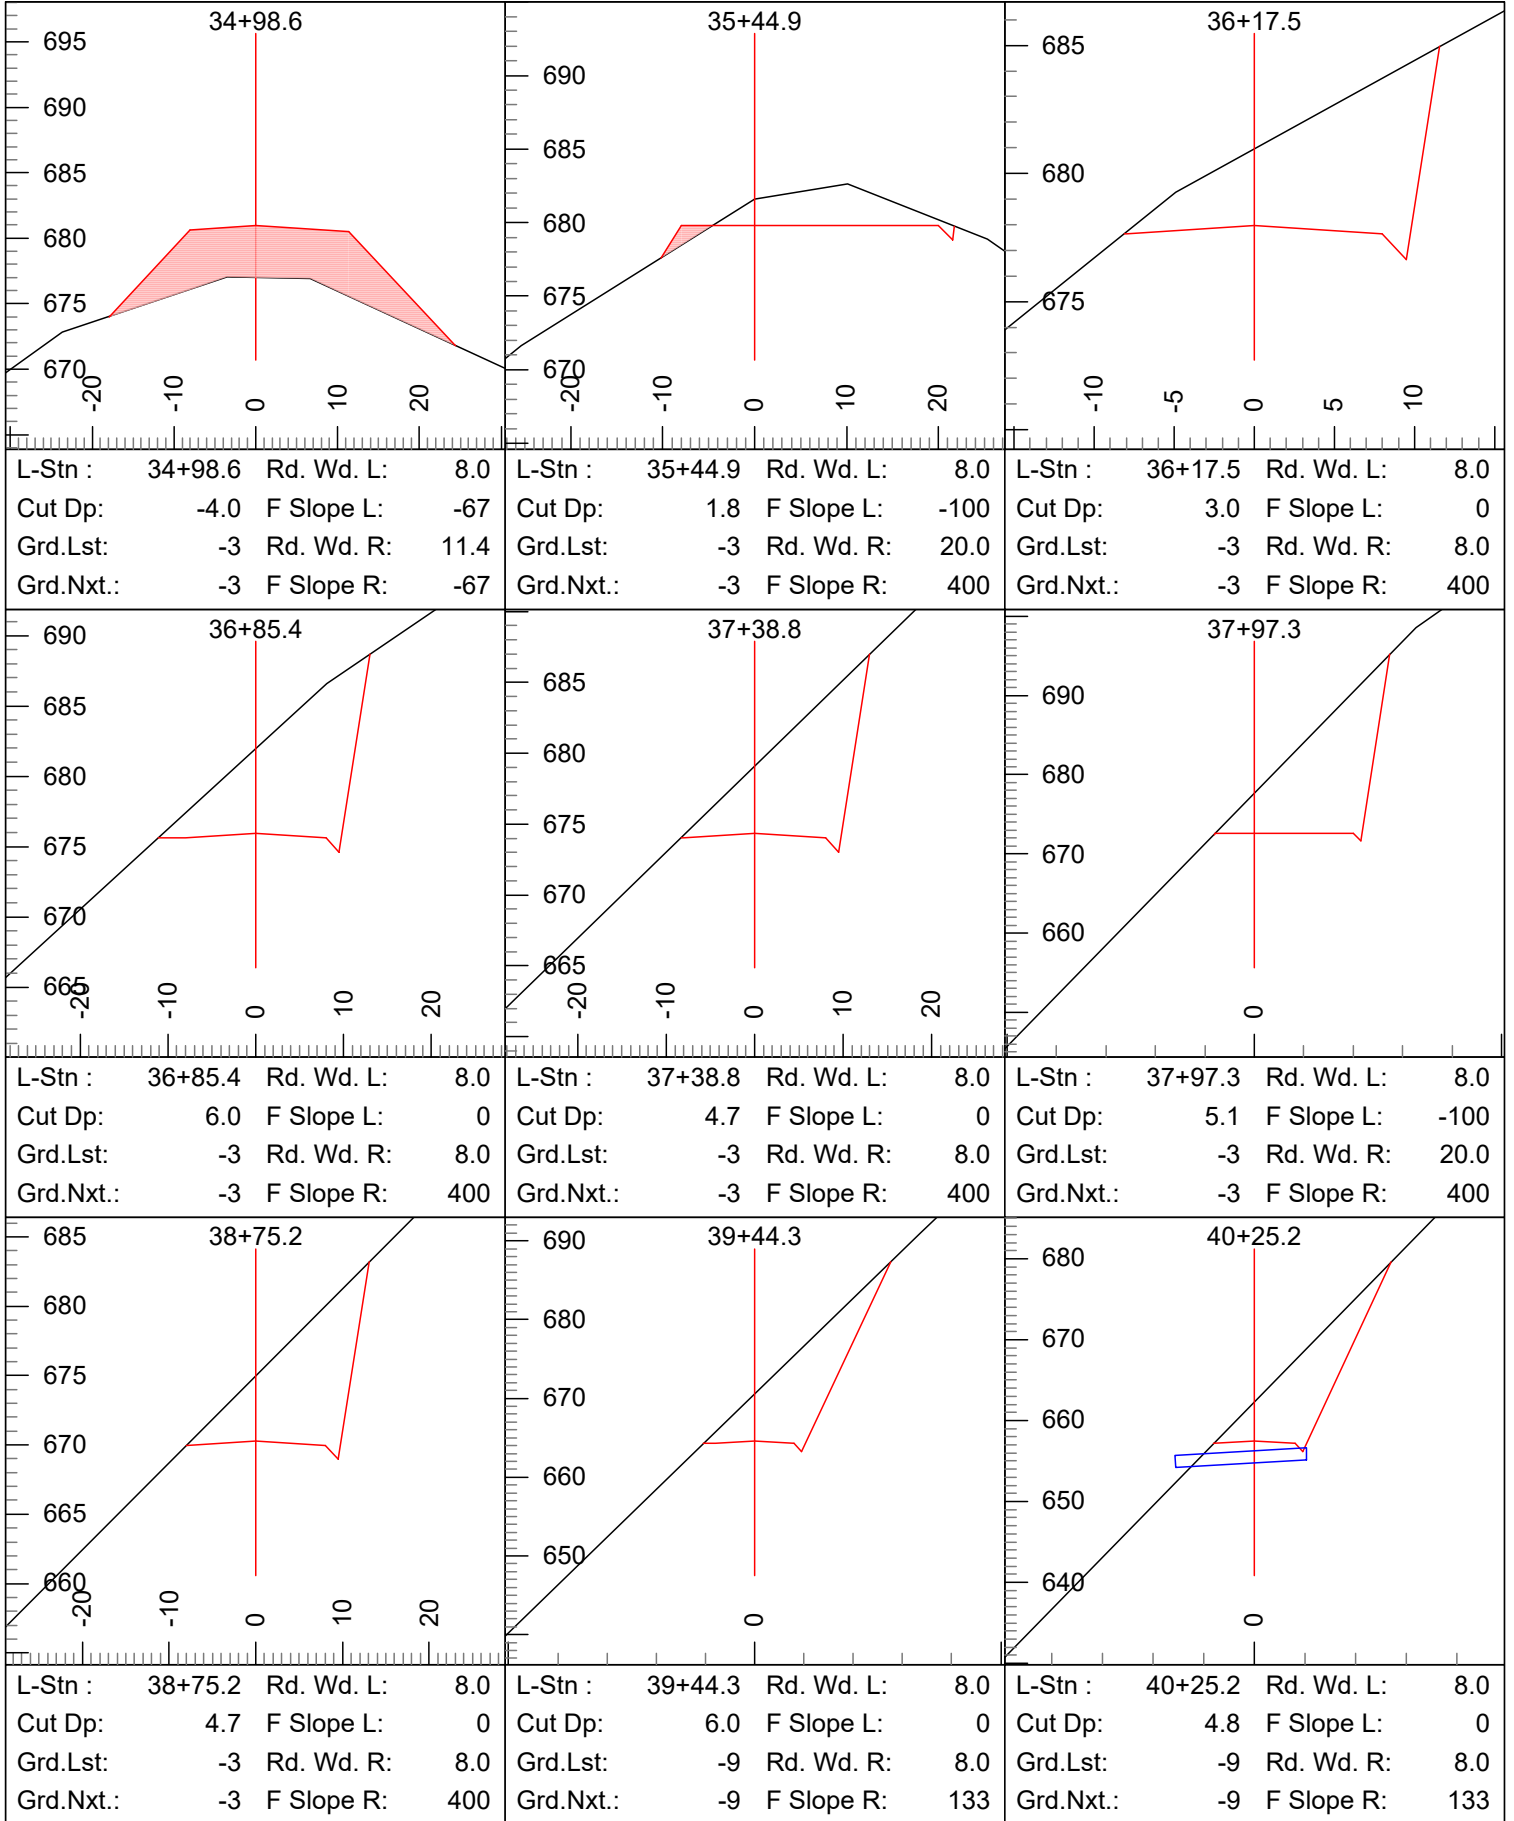 34+98.6
695
690
685
680
675
670
-20
-10
0
10
20
L-Stn : 34+98.6 Rd. Wd. L: 8.0
Cut Dp: -4.0 F Slope L: -67
Grd.Lst: -3 Rd. Wd. R: 11.4
Grd.Nxt.: -3 F Slope R: -67
35+44.9
690
685
680
675
670
-20
-10
0
10
20
L-Stn : 35+44.9 Rd. Wd. L: 8.0
Cut Dp: 1.8 F Slope L: -100
Grd.Lst: -3 Rd. Wd. R: 20.0
Grd.Nxt.: -3 F Slope R: 400
36+17.5
685
680
675
-10
-5
0
5
10
L-Stn : 36+17.5 Rd. Wd. L: 8.0
Cut Dp: 3.0 F Slope L: 0
Grd.Lst: -3 Rd. Wd. R: 8.0
Grd.Nxt.: -3 F Slope R: 400
36+85.4
690
685
680
675
670
665
-20
-10
0
10
20
L-Stn : 36+85.4 Rd. Wd. L: 8.0
Cut Dp: 6.0 F Slope L: 0
Grd.Lst: -3 Rd. Wd. R: 8.0
Grd.Nxt.: -3 F Slope R: 400
37+38.8
685
680
675
670
665
-20
-10
0
10
20
L-Stn : 37+38.8 Rd. Wd. L: 8.0
Cut Dp: 4.7 F Slope L: 0
Grd.Lst: -3 Rd. Wd. R: 8.0
Grd.Nxt.: -3 F Slope R: 400
37+97.3
690
680
670
660
0
L-Stn : 37+97.3 Rd. Wd. L: 8.0
Cut Dp: 5.1 F Slope L: -100
Grd.Lst: -3 Rd. Wd. R: 20.0
Grd.Nxt.: -3 F Slope R: 400
38+75.2
685
680
675
670
665
660
-20
-10
0
10
20
L-Stn : 38+75.2 Rd. Wd. L: 8.0
Cut Dp: 4.7 F Slope L: 0
Grd.Lst: -3 Rd. Wd. R: 8.0
Grd.Nxt.: -3 F Slope R: 400
39+44.3
690
680
670
660
650
0
L-Stn : 39+44.3 Rd. Wd. L: 8.0
Cut Dp: 6.0 F Slope L: 0
Grd.Lst: -9 Rd. Wd. R: 8.0
Grd.Nxt.: -9 F Slope R: 133
40+25.2
680
670
660
650
640
0
L-Stn : 40+25.2 Rd. Wd. L: 8.0
Cut Dp: 4.8 F Slope L: 0
Grd.Lst: -9 Rd. Wd. R: 8.0
Grd.Nxt.: -9 F Slope R: 133